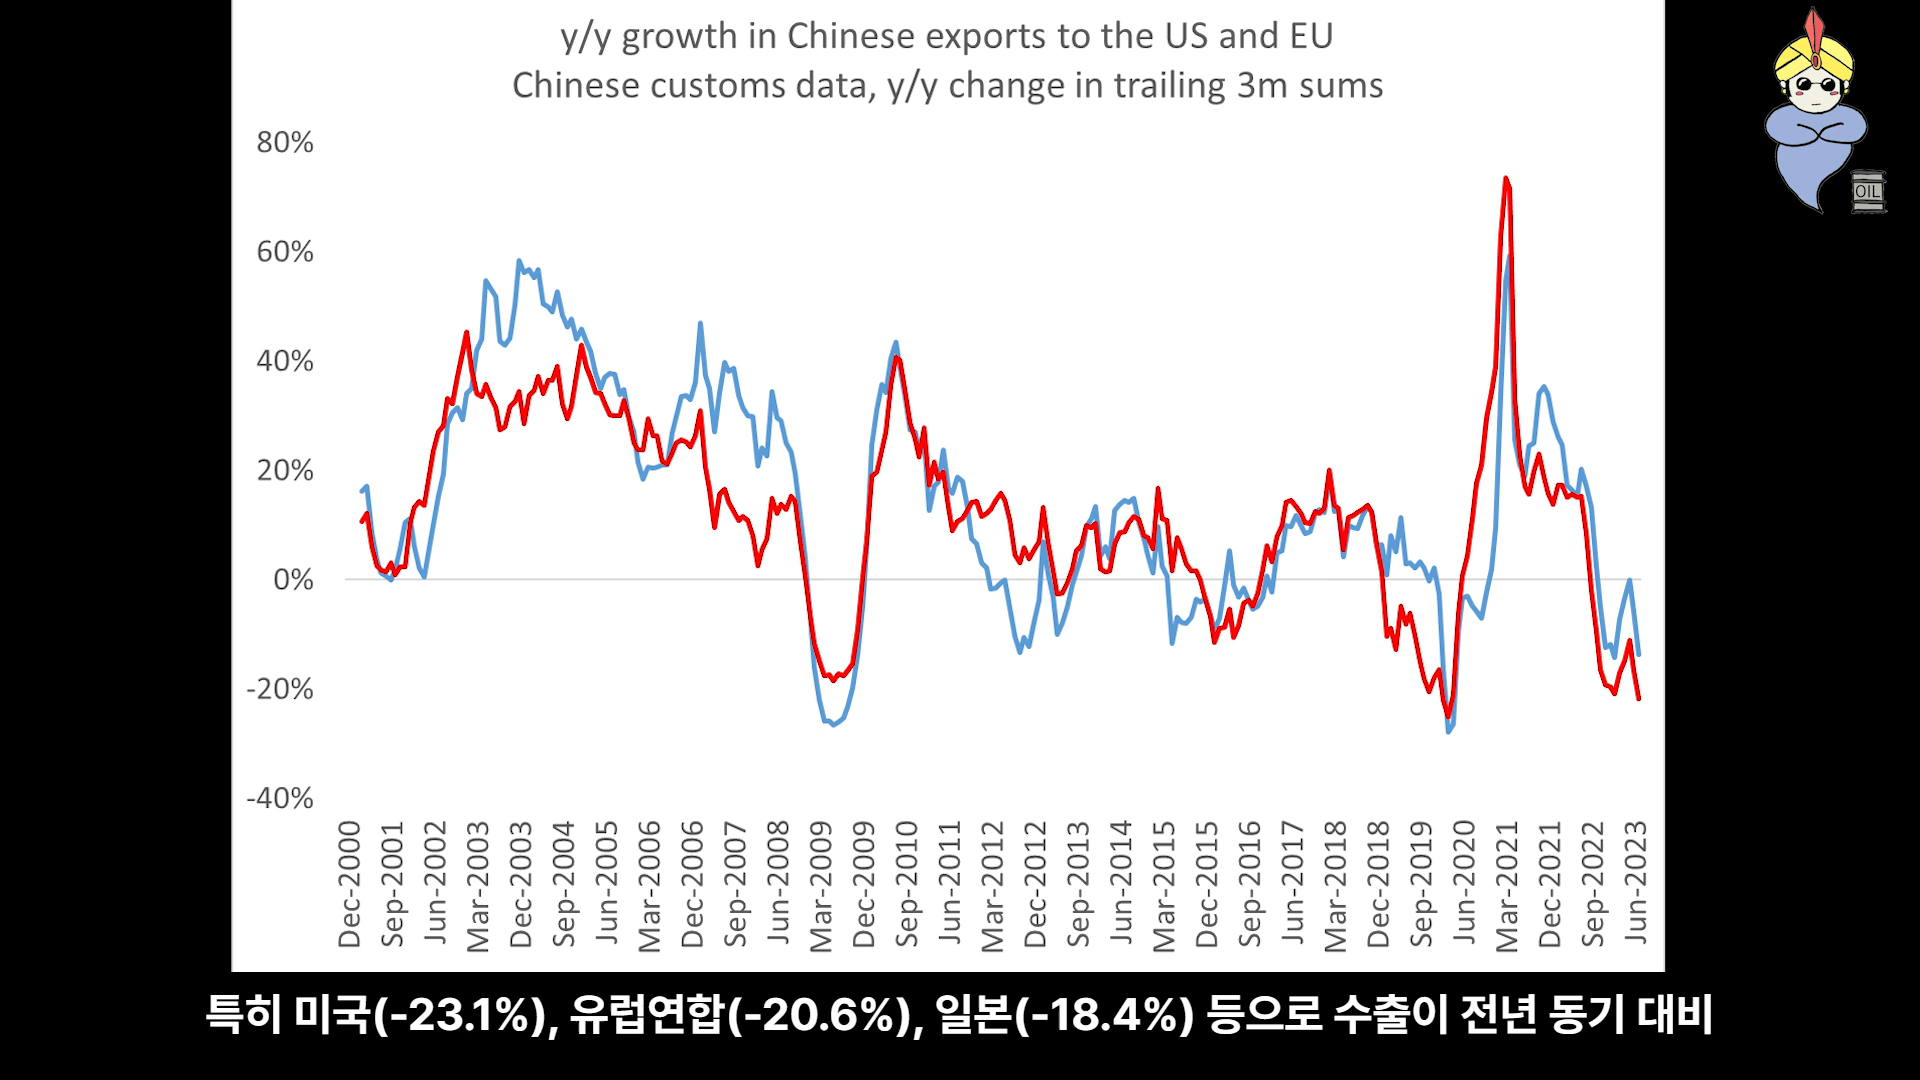 y/y growth in Chinese exports to the US and EU
Chinese customs data, y/y change in trailing 3m sums
OIL
80%
60%
40%
20%
0%
-20%
-40%
Dec-2000
Sep-2001
Jun-2002
Mar-2003
Dec-2003
Sep-2004
Jun-2005
Mar-2006
Dec-2006
Sep-2007
Jun-2008
Mar-2009
Dec-2009
Sep-2010
Jun-2011
Mar-2012
Dec-2012
Sep-2013
Jun-2014
Mar-2015
Dec-2015
Sep-2016
Jun-2017
Mar-2018
Dec-2018
Sep-2019
Jun-2020
Mar-2021
Dec-2021
Sep-2022
Jun-2023
특히 미국(-23.1%), 유럽연합(-20.6%), 일본(-18.4%) 등으로 수출이 전년 동기 대비